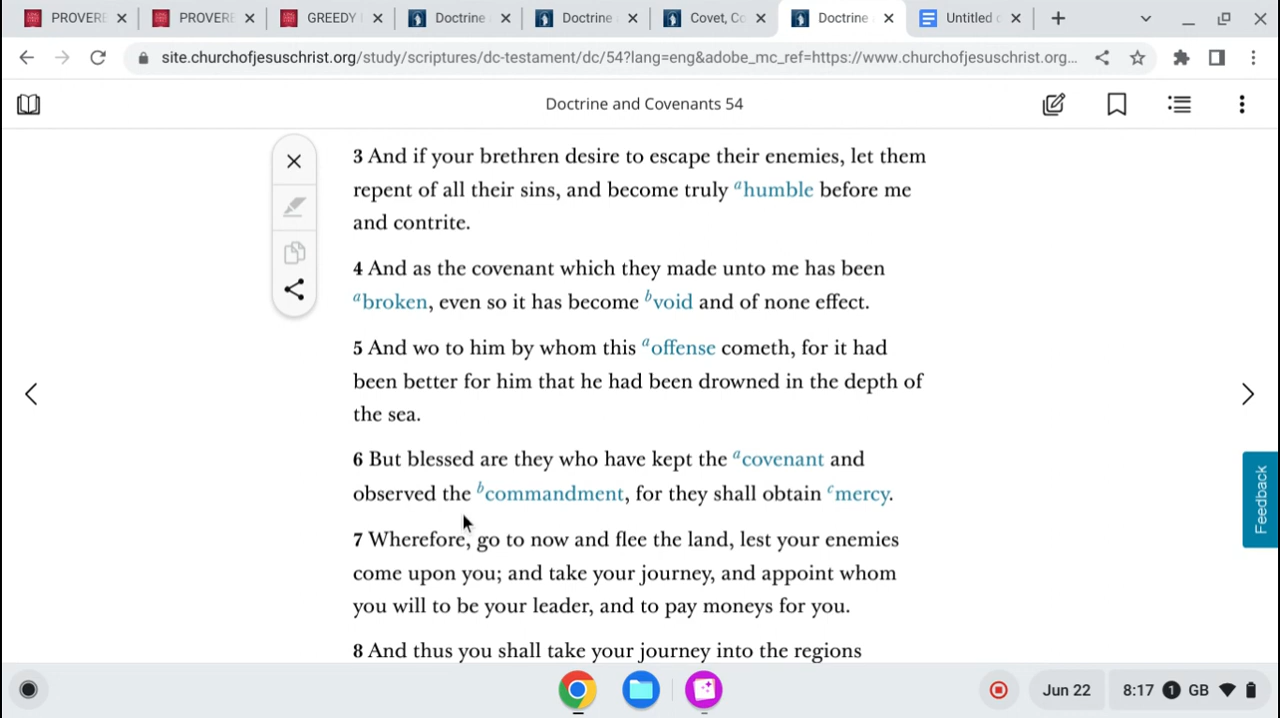 PROVERE
PROVERE
GREEDY
Doctrine
Doctrine
Covet, Co
Doctrine
Untitled
site.churchofjesuschrist.org/study/scriptures/dc-testament/dc/54?lang=eng&adobe_mc_ref=https://www.churchofjesuschrist.org...
Doctrine and Covenants 54
3 And if your brethren desire to escape their enemies, let them
repent of all their sins, and become truly a humble before me
and contrite.
4 And as the covenant which they made unto me has been
a broken, even so it has become b void and of none effect.
5 And wo to him by whom this a offense cometh, for it had
been better for him that he had been drowned in the depth of
the sea.
6 But blessed are they who have kept the a covenant and
observed the b commandment, for they shall obtain c mercy.
7 Wherefore, go to now and flee the land, lest your enemies
come upon you; and take your journey, and appoint whom
you will to be your leader, and to pay moneys for you.
8 And thus you shall take your journey into the regions
Feedback
Jun 22
8:17 1 GB